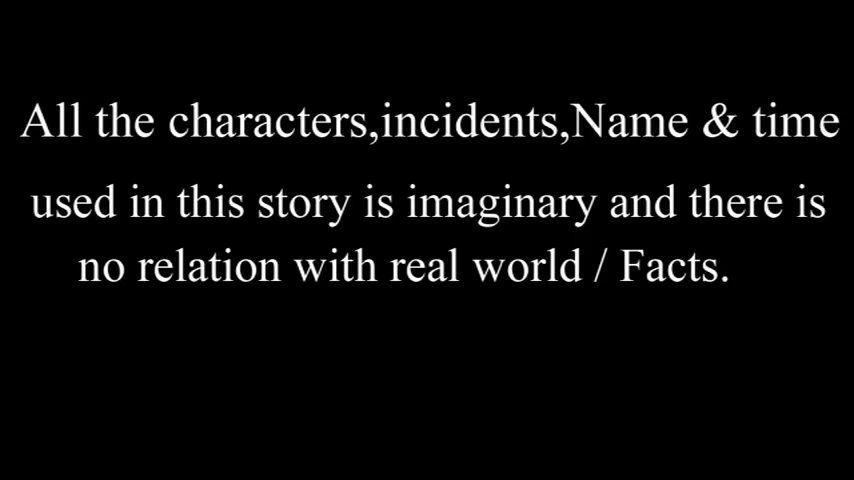 All the characters,incidents,Name & time
used in this story is imaginary and there is
no relation with real world / Facts.